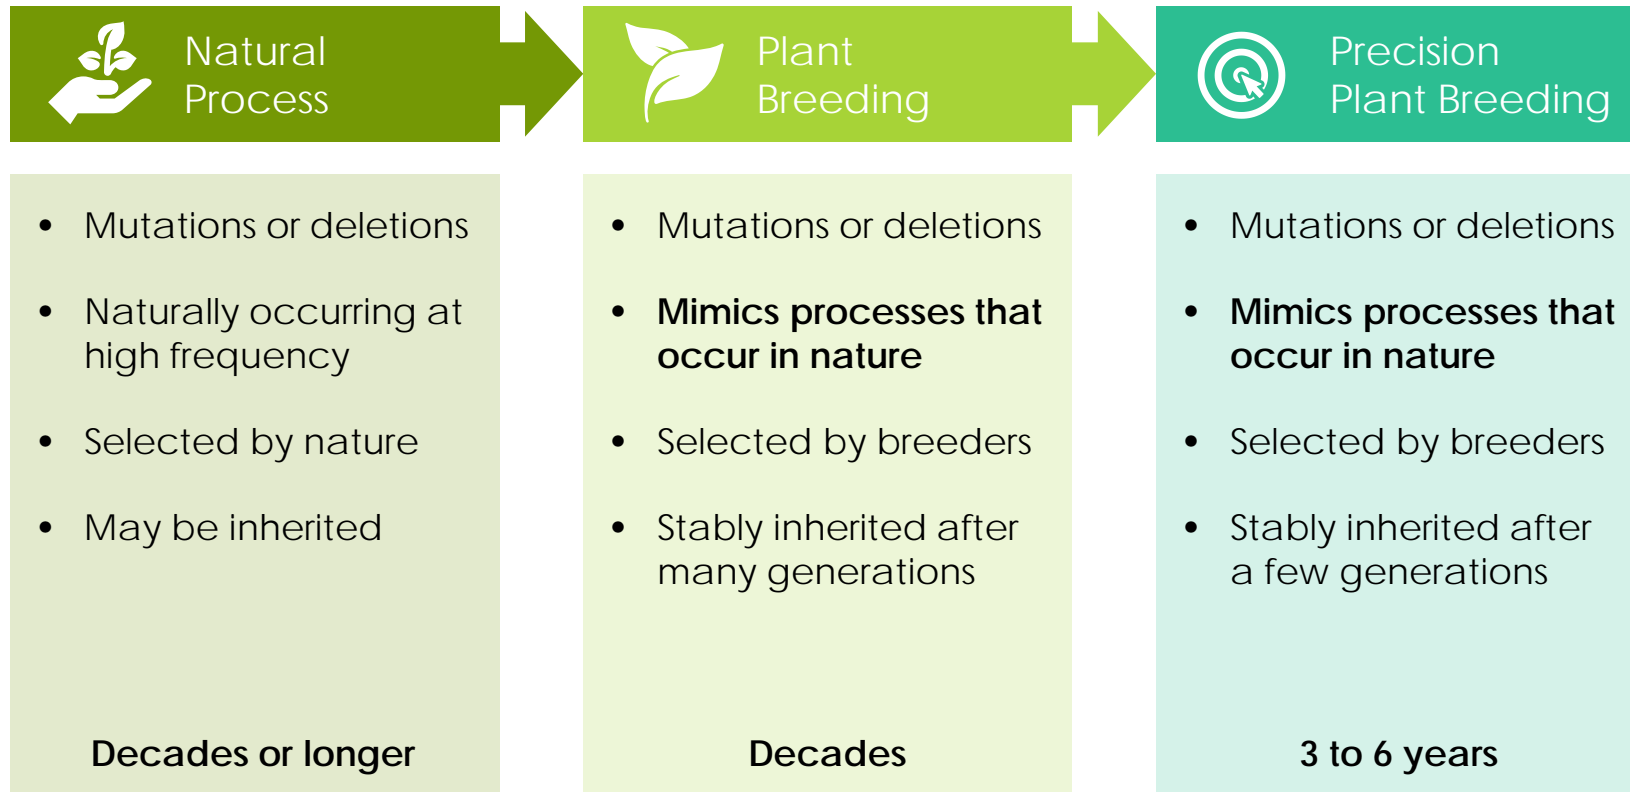 Natural
Process
Plant
Breeding
Precision
Plant Breeding
• Mutations or deletions
• Naturally occurring at
high frequency
• Selected by nature
• May be inherited
Decades or longer
• Mutations or deletions
• Mimics processes that
occur in nature
• Selected by breeders
• Stably inherited after
many generations
Decades
• Mutations or deletions
• Mimics processes that
occur in nature
• Selected by breeders
• Stably inherited after
a few generations
3 to 6 years